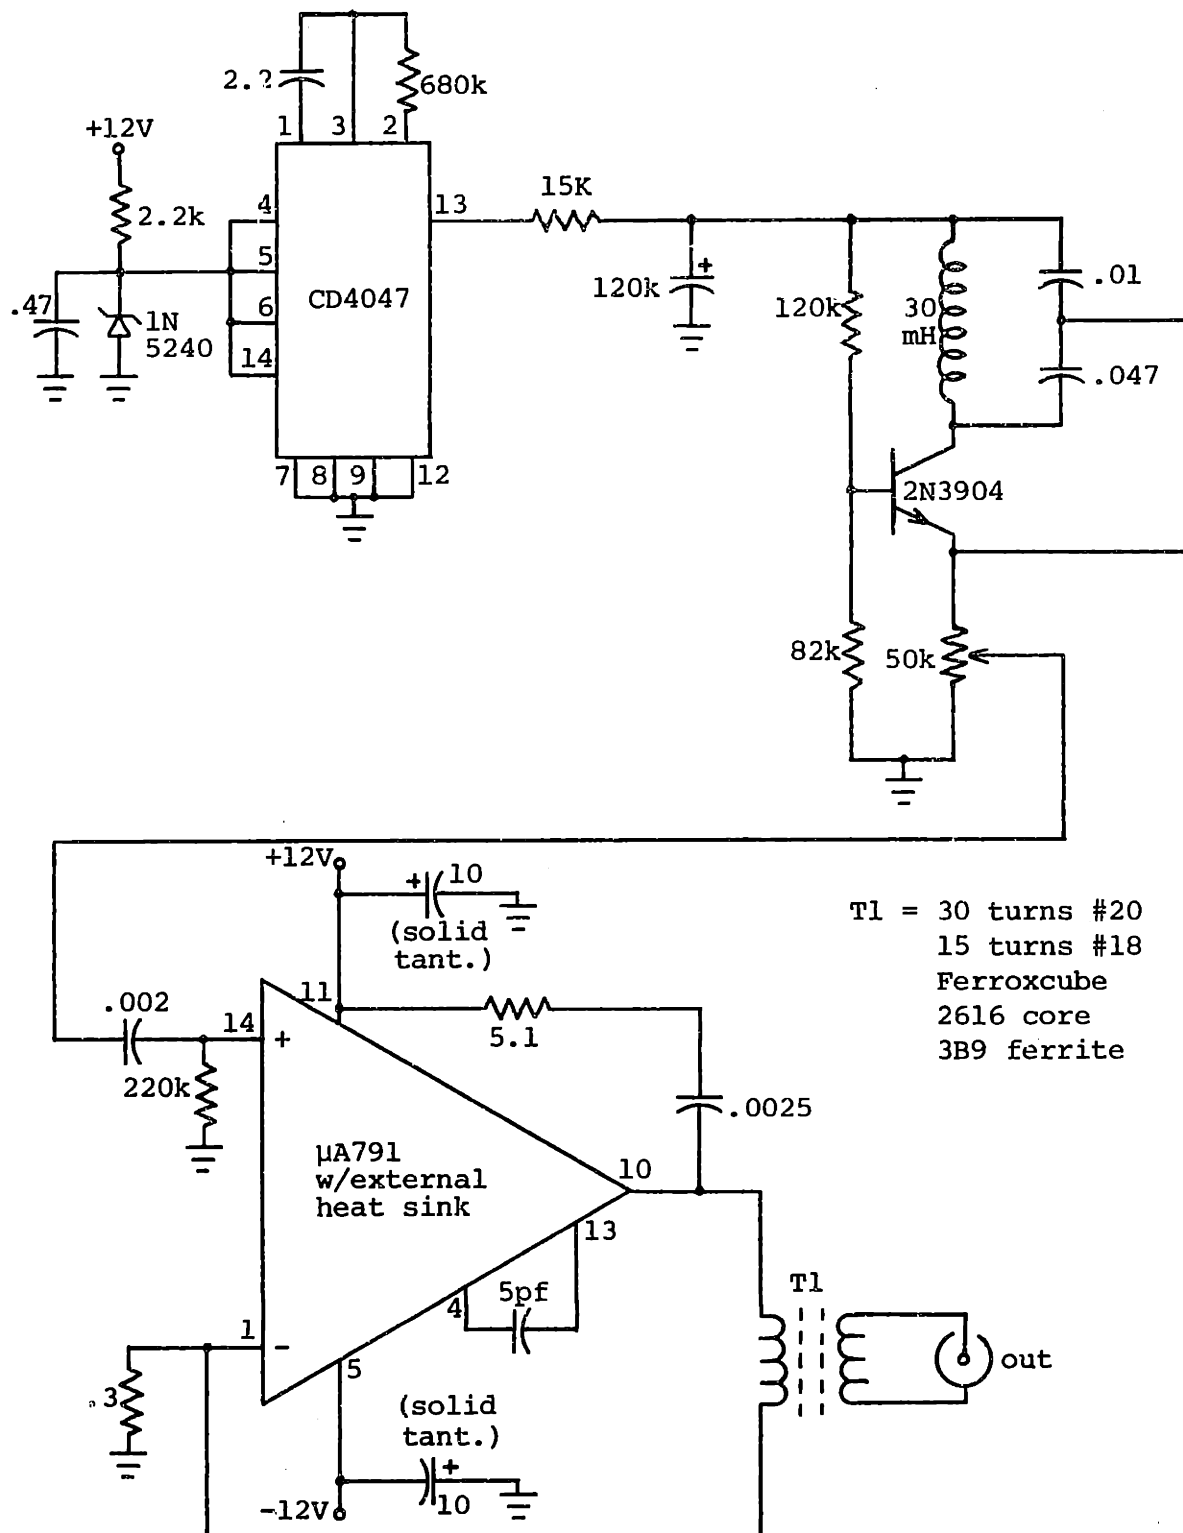 2.2
680k
1
3
2
+12V
2.2k
4
13
15K
5
.47
1N
5240
6
CD4047
14
7
8
9
12
120k
+
120k
30
mH
.01
.047
2N3904
82k
50k
+12V
+
10
(solid
tant.)
T1 = 30 turns #20
15 turns #18
Ferroxcube
2616 core
3B9 ferrite
.002
14
11
+
5.1
220k
.0025
µA791
w/external
heat sink
10
13
5pf
4
T1
1
-
5
out
.3
(solid
tant.)
+
10
-12V